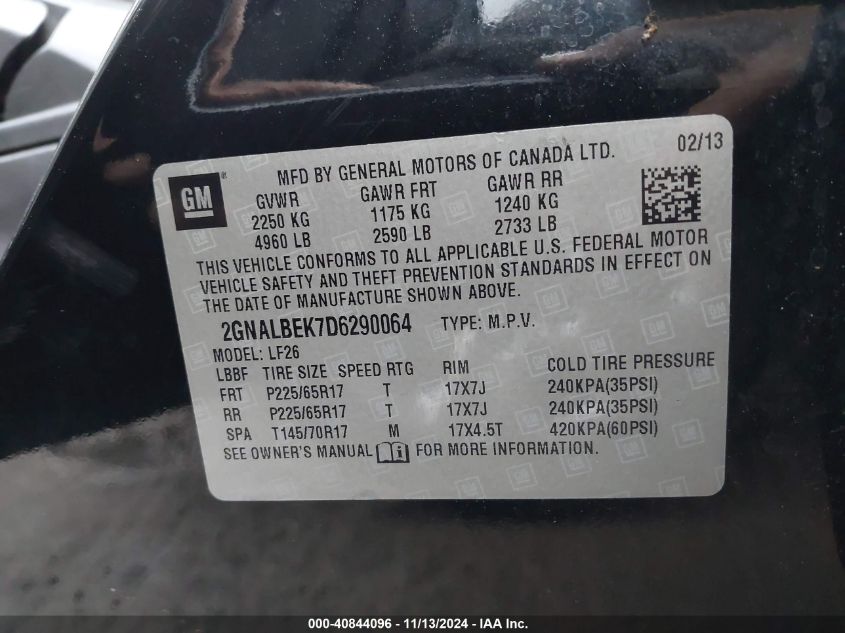 MFD BY GENERAL MOTORS OF CANADA LTD. 02/13
GM
GVWR GAWR FRT GAWR RR
2250 KG 1175 KG 1240 KG
4960 LB 2590 LB 2733 LB
THIS VEHICLE CONFORMS TO ALL APPLICABLE U.S. FEDERAL MOTOR
VEHICLE SAFETY AND THEFT PREVENTION STANDARDS IN EFFECT ON
THE DATE OF MANUFACTURE SHOWN ABOVE.
2GNALBEK7D6290064 TYPE: M.P.V.
MODEL: LF26
LBBF TIRE SIZE SPEED RTG RIM COLD TIRE PRESSURE
FRT P225/65R17 T 17X7J 240KPA(35PSI)
RR P225/65R17 T 17X7J 240KPA(35PSI)
SPA T145/70R17 M 17X4.5T 420KPA(60PSI)
SEE OWNER'S MANUAL FOR MORE INFORMATION.
000-40844096 - 11/13/2024 - IAA Inc.